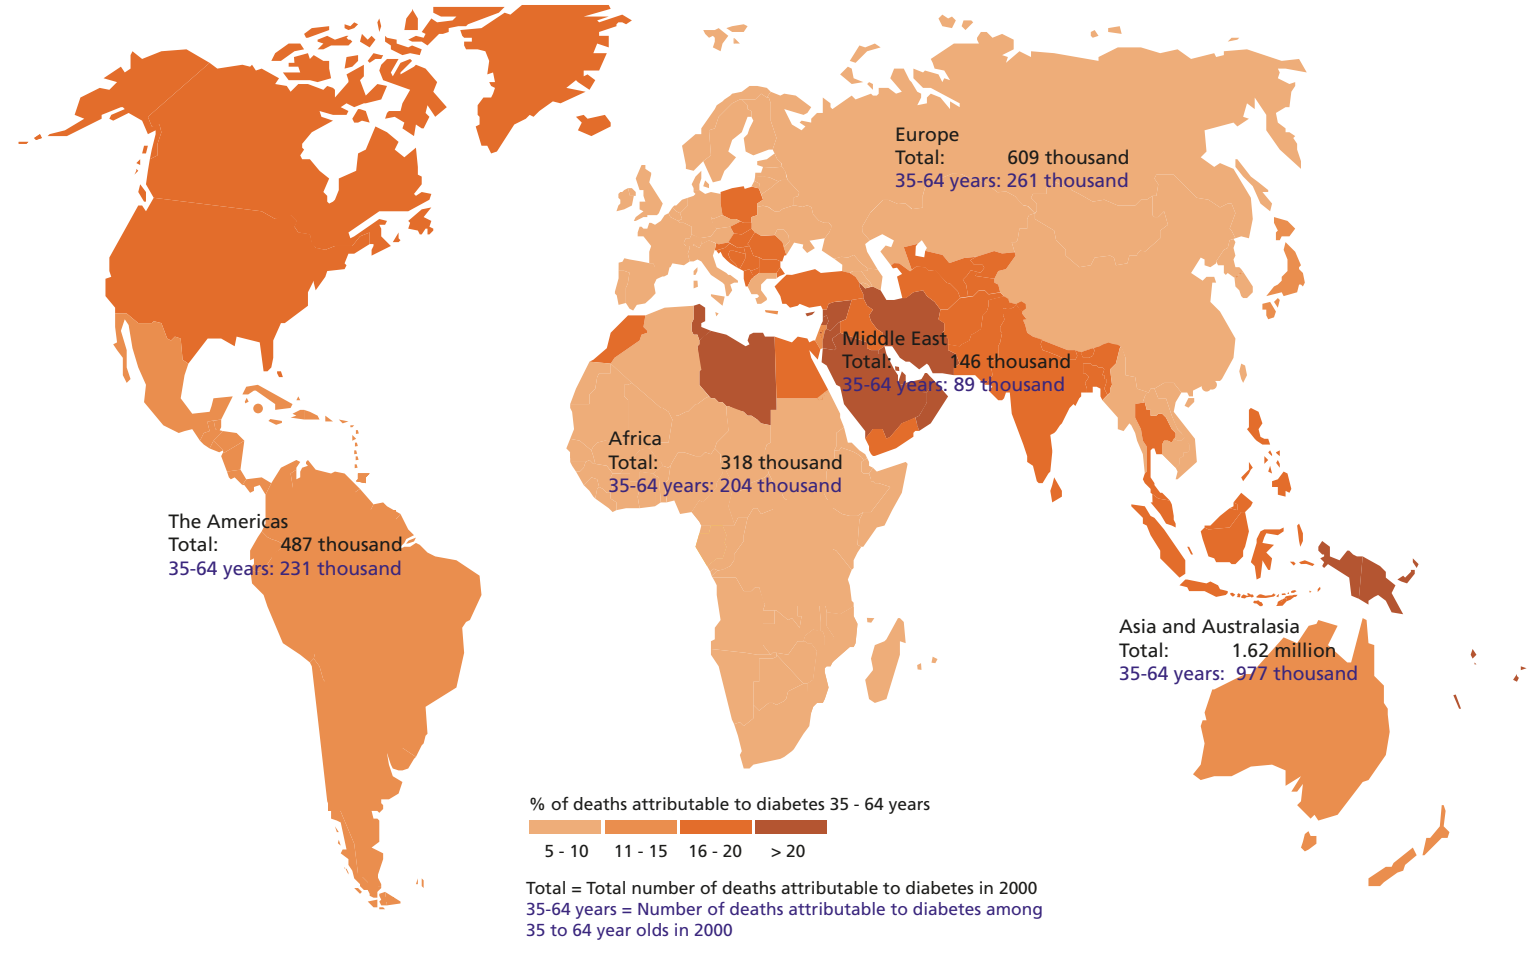 Europe
Total: 609 thousand
35-64 years: 261 thousand
Middle East
Total: 146 thousand
35-64 years: 89 thousand
Africa
Total: 318 thousand
35-64 years: 204 thousand
The Americas
Total: 487 thousand
35-64 years: 231 thousand
Asia and Australasia
Total: 1.62 million
35-64 years: 977 thousand
% of deaths attributable to diabetes 35 - 64 years
5 - 10 11 - 15 16 - 20 > 20
Total = Total number of deaths attributable to diabetes in 2000
35-64 years = Number of deaths attributable to diabetes among
35 to 64 year olds in 2000